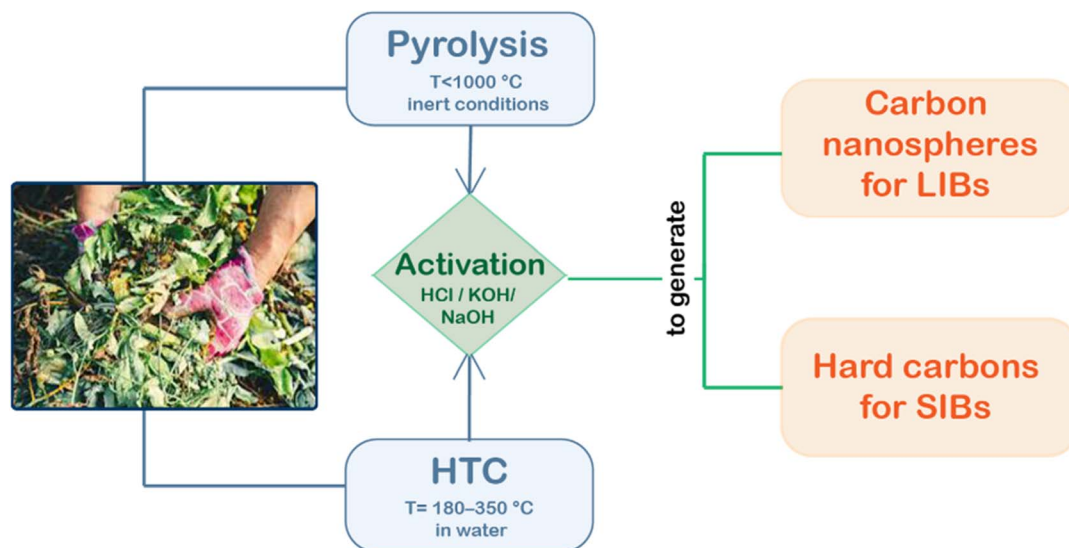 Pyrolysis
T<1000 °C
inert conditions
Activation
HCl / KOH/
NaOH
HTC
T= 180–350 °C
in water
to generate
Carbon
nanospheres
for LIBs
Hard carbons
for SIBs